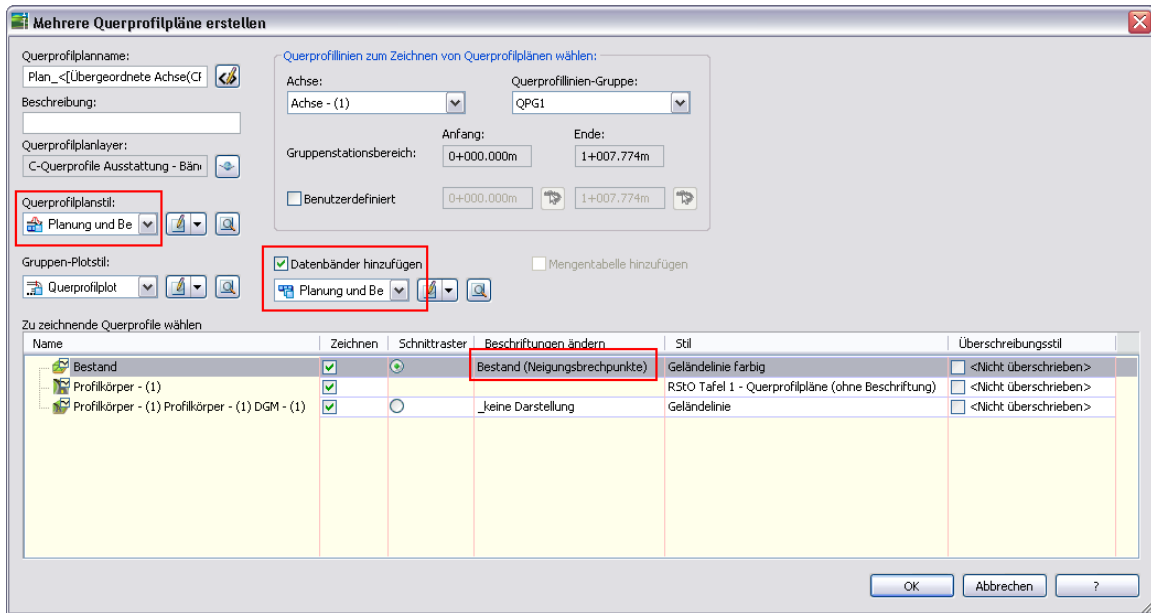 Mehrere Querprofilpläne erstellen
Querprofilplanname:
Plan_<[Übergeordnete Achse(CF
Beschreibung:
Querprofilplanlayer:
C-Querprofile Ausstattung - Bän
Querprofilplanstil:
Planung und Be
Gruppen-Plotstil:
Querprofilplot
Querprofillinien zum Zeichnen von Querprofilplänen wählen:
Achse:
Querprofillinien-Gruppe:
Achse - (1)
QPG1
Anfang:
Ende:
Gruppenstationsbereich:
0+000.000m
1+007.774m
Benutzerdefiniert
0+000.000m
1+007.774m
Datenbänder hinzufügen
Mengentabelle hinzufügen
Planung und Be
Zu zeichnende Querprofile wählen
Name Zeichnen Schnittraster Beschriftungen ändern Stil Überschreibungsstil
Bestand Bestand (Neigungsbrechpunkte) Geländelinie farbig <Nicht überschrieben>
Profilkörper - (1) RStO Tafel 1 - Querprofilpläne (ohne Beschriftung) <Nicht überschrieben>
Profilkörper - (1) Profilkörper - (1) DGM - (1) _keine Darstellung Geländelinie <Nicht überschrieben>
OK Abbrechen ?